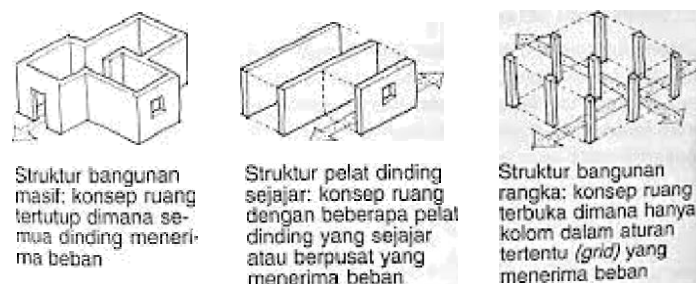 Struktur bangunan
masif: konsep ruang
tertutup dimana se-
mua dinding meneri-
ma beban
Struktur pelat dinding
sejajar: konsep ruang
dengan beberapa pelat
dinding yang sejajar
atau berpusat yang
menerima beban
Struktur bangunan
rangka: konsep ruang
terbuka dimana hanya
kolom dalam aturan
tertentu (grid) yang
menerima beban